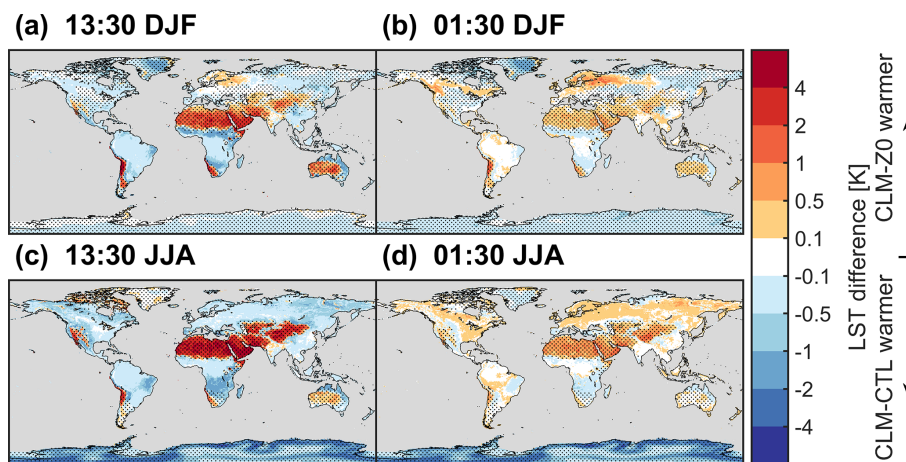 (a) 13:30 DJF
(b) 01:30 DJF
(c) 13:30 JJA
(d) 01:30 JJA
4
2
1
0.5
0.1
-0.1
-0.5
-1
-2
-4
LST difference [K]
CLM-Z0 warmer
CLM-CTL warmer